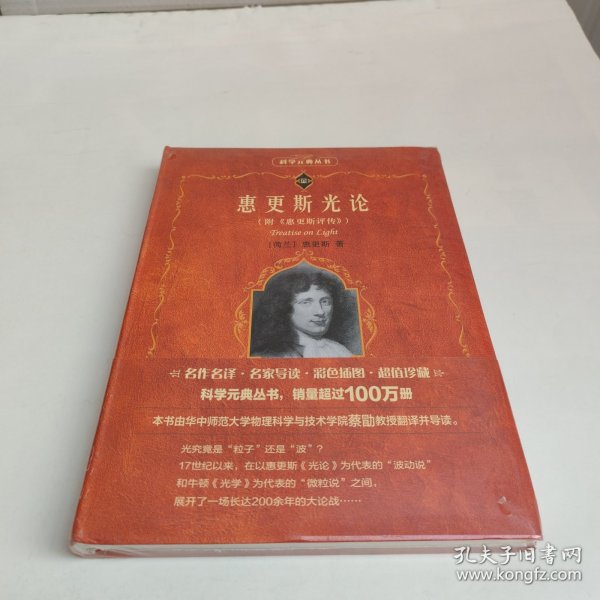 科学元典丛书
惠更斯光论
(附《惠更斯评传》)
Treatise on Light
[荷兰] 惠更斯 著
名作名译·名家导读·彩色插图·超值珍藏
科学元典丛书，销量超过100万册
本书由华中师范大学物理科学与技术学院蔡勖教授翻译并导读。
光究竟是“粒子”还是“波”？
17世纪以来，在以惠更斯《光论》为代表的“波动说”
和牛顿《光学》为代表的“微粒说”之间，
展开了一场长达200余年的大论战……
孔夫子旧书网
www.kongfz.com